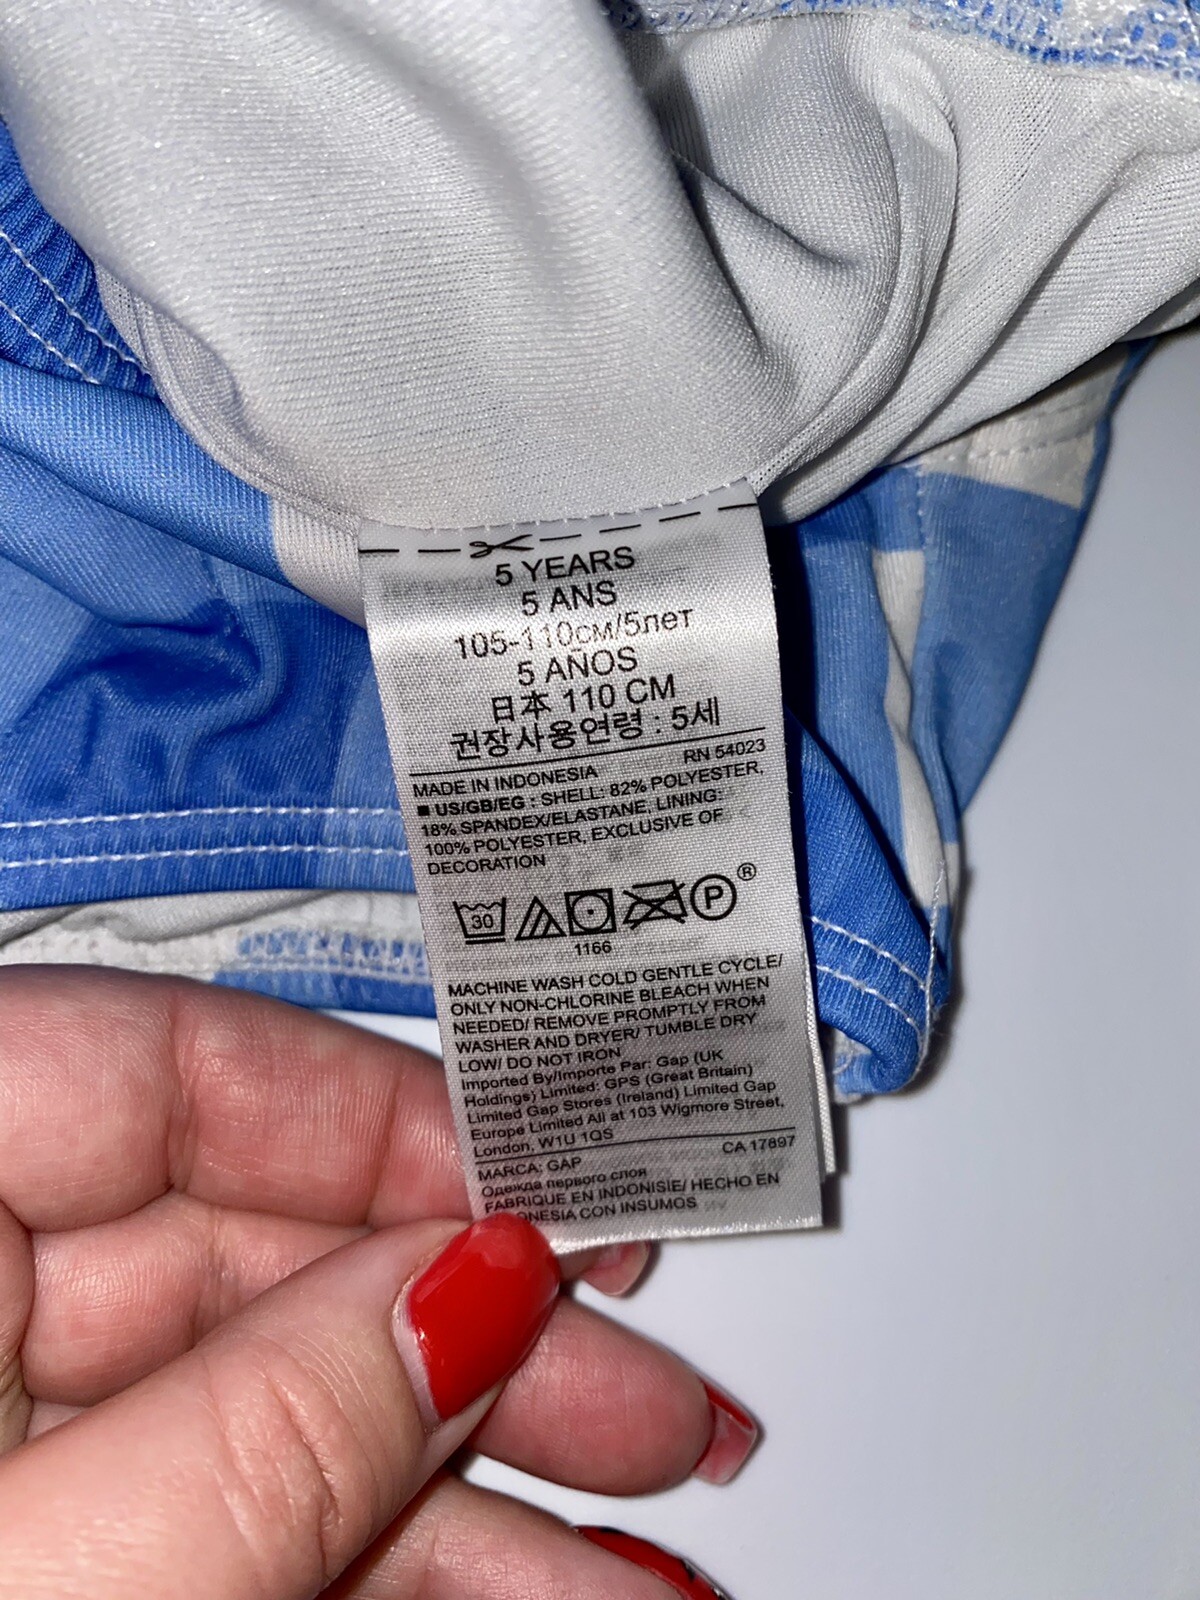 5 YEARS
5 ANS
105-110см/5лет
5 AÑOS
日本 110 CM
권장사용연령 : 5세
MADE IN INDONESIA RN 54023
■ US/GB/EG : SHELL: 82% POLYESTER,
18% SPANDEX/ELASTANE, LINING:
100% POLYESTER, EXCLUSIVE OF
DECORATION
30 P ®
1166
MACHINE WASH COLD GENTLE CYCLE/
ONLY NON-CHLORINE BLEACH WHEN
NEEDED/ REMOVE PROMPTLY FROM
WASHER AND DRYER/ TUMBLE DRY
LOW/ DO NOT IRON
Imported By/Importe Par: Gap (UK
Holdings) Limited: GPS (Great Britain)
Limited Gap Stores (Ireland) Limited Gap
Europe Limited All at 103 Wigmore Street,
London, W1U 1QS
CA 17897
MARCA: GAP
Одежда первого слоя
FABRIQUE EN INDONISIE/ HECHO EN
ONESIA CON INSUMOS